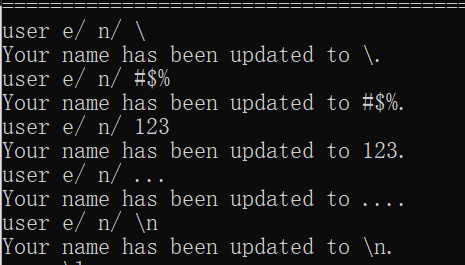 ============================================================
user e/ n/ \
Your name has been updated to \.
user e/ n/ #$%
Your name has been updated to #$%.
user e/ n/ 123
Your name has been updated to 123.
user e/ n/ ...
Your name has been updated to ....
user e/ n/ \n
Your name has been updated to \n.